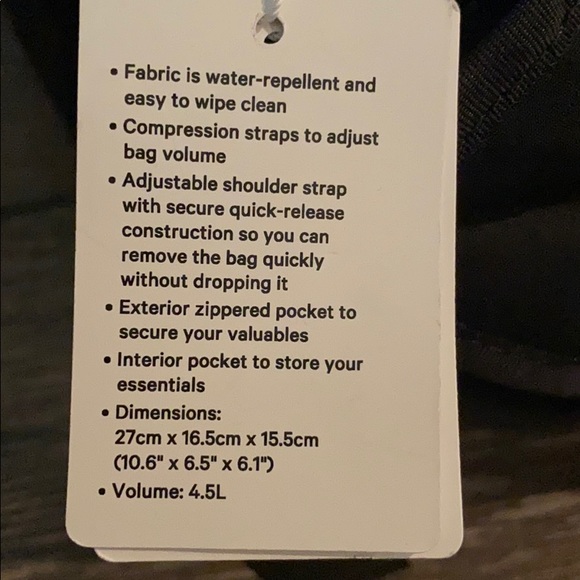 • Fabric is water-repellent and
easy to wipe clean
• Compression straps to adjust
bag volume
• Adjustable shoulder strap
with secure quick-release
construction so you can
remove the bag quickly
without dropping it
• Exterior zippered pocket to
secure your valuables
• Interior pocket to store your
essentials
• Dimensions:
27cm x 16.5cm x 15.5cm
(10.6" x 6.5" x 6.1")
• Volume: 4.5L